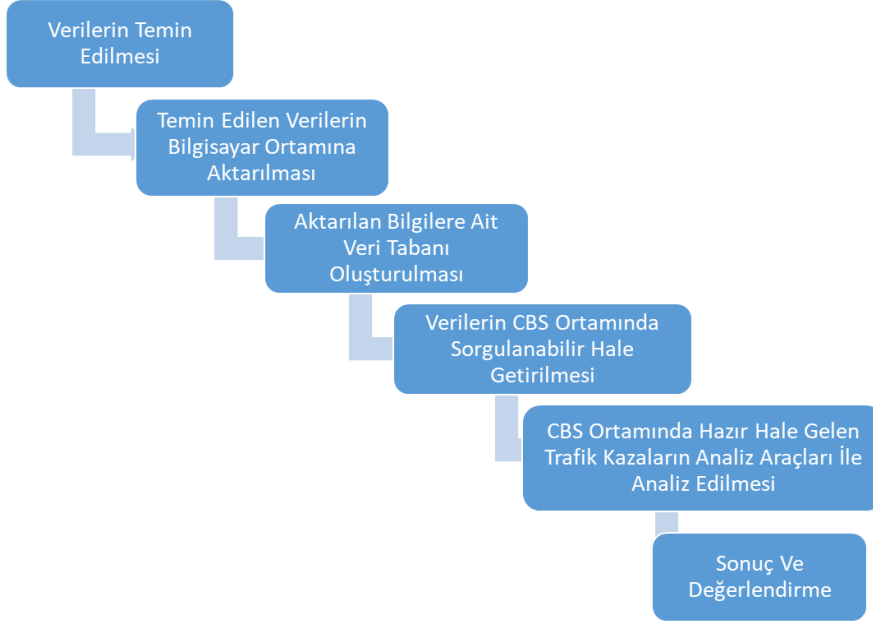 Verilerin Temin
Edilmesi
Temin Edilen Verilerin
Bilgisayar Ortamına
Aktarılması
Aktarılan Bilgilere Ait
Veri Tabanı
Oluşturulması
Verilerin CBS Ortamında
Sorgulanabilir Hale
Getirilmesi
CBS Ortamında Hazır Hale Gelen
Trafik Kazaların Analiz Araçları İle
Analiz Edilmesi
Sonuç Ve
Değerlendirme